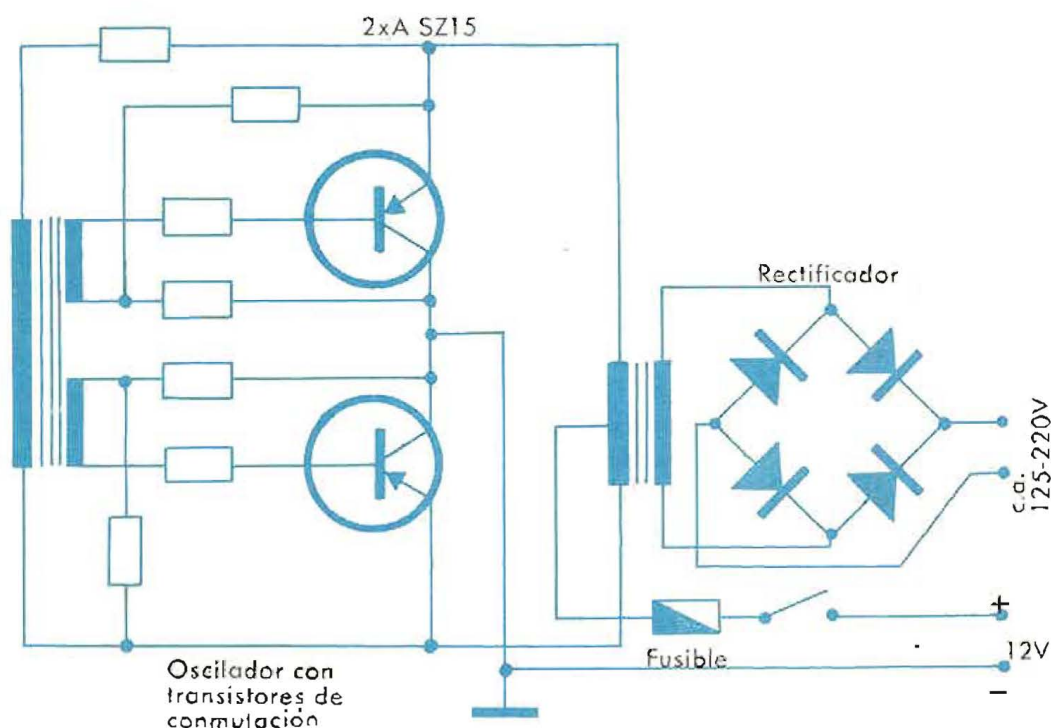 2xA SZ15
Rectificador
c.a.
125-220V
+
Fusible
12V
−
Oscilador con
transistores de
conmutación